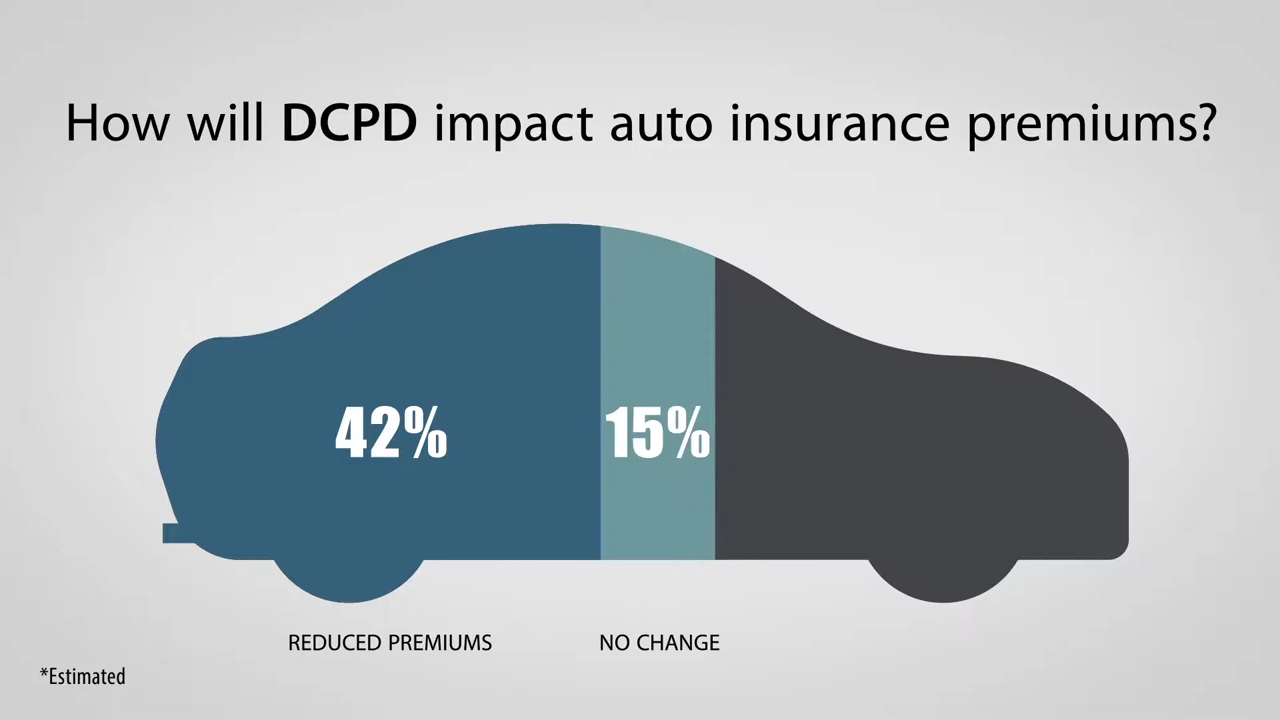 How will DCPD impact auto insurance premiums?
42%
15%
REDUCED PREMIUMS
NO CHANGE
*Estimated